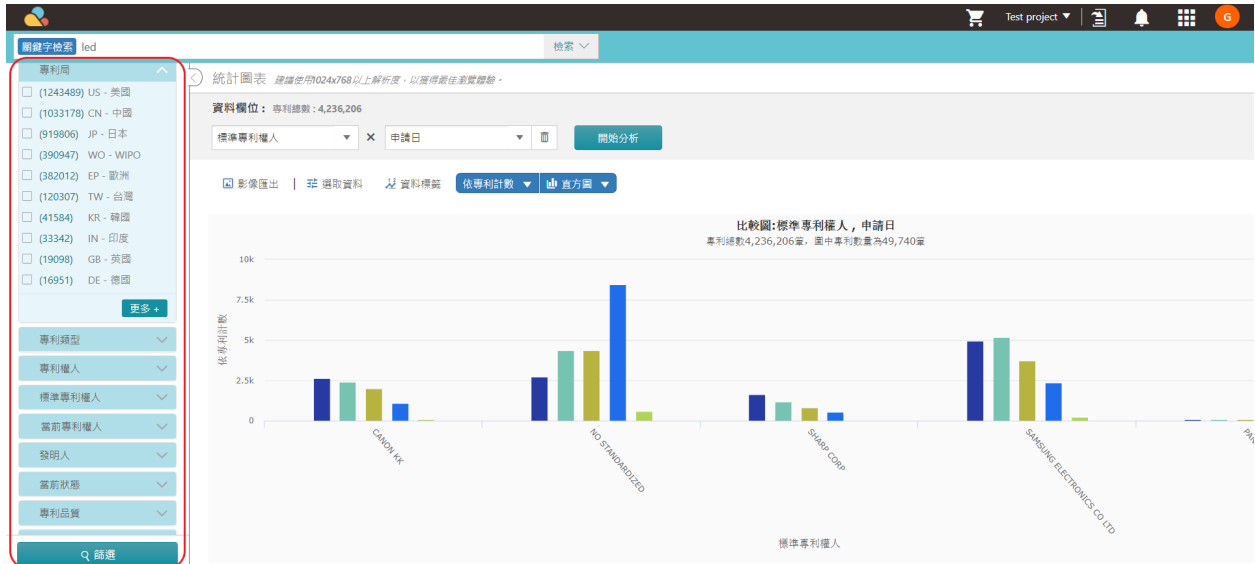 Test project ▼
G
關鍵字檢索 led 檢索
專利局
(1243489) US - 美國
(1033178) CN - 中國
(919806) JP - 日本
(390947) WO - WIPO
(382012) EP - 歐洲
(120307) TW - 台灣
(41584) KR - 韓國
(33342) IN - 印度
(19098) GB - 英國
(16951) DE - 德國
更多 +
專利類型
專利權人
標準專利權人
當前專利權人
發明人
當前狀態
專利品質
篩選
統計圖表 建議使用1024x768以上解析度，以獲得最佳瀏覽體驗。
資料欄位： 專利總數 : 4,236,206
標準專利權人 ▼ × 申請日 ▼ 開始分析
影像匯出 | 選取資料 資料標籤 依專利計數 ▼ 直方圖 ▼
比較圖:標準專利權人 , 申請日
專利總數4,236,206筆，圖中專利數量為49,740筆
依專利計數
10k
7.5k
5k
2.5k
0
CANON KK
NO STANDARDIZED
SHARP CORP
SAMSUNG ELECTRONICS CO LTD
標準專利權人